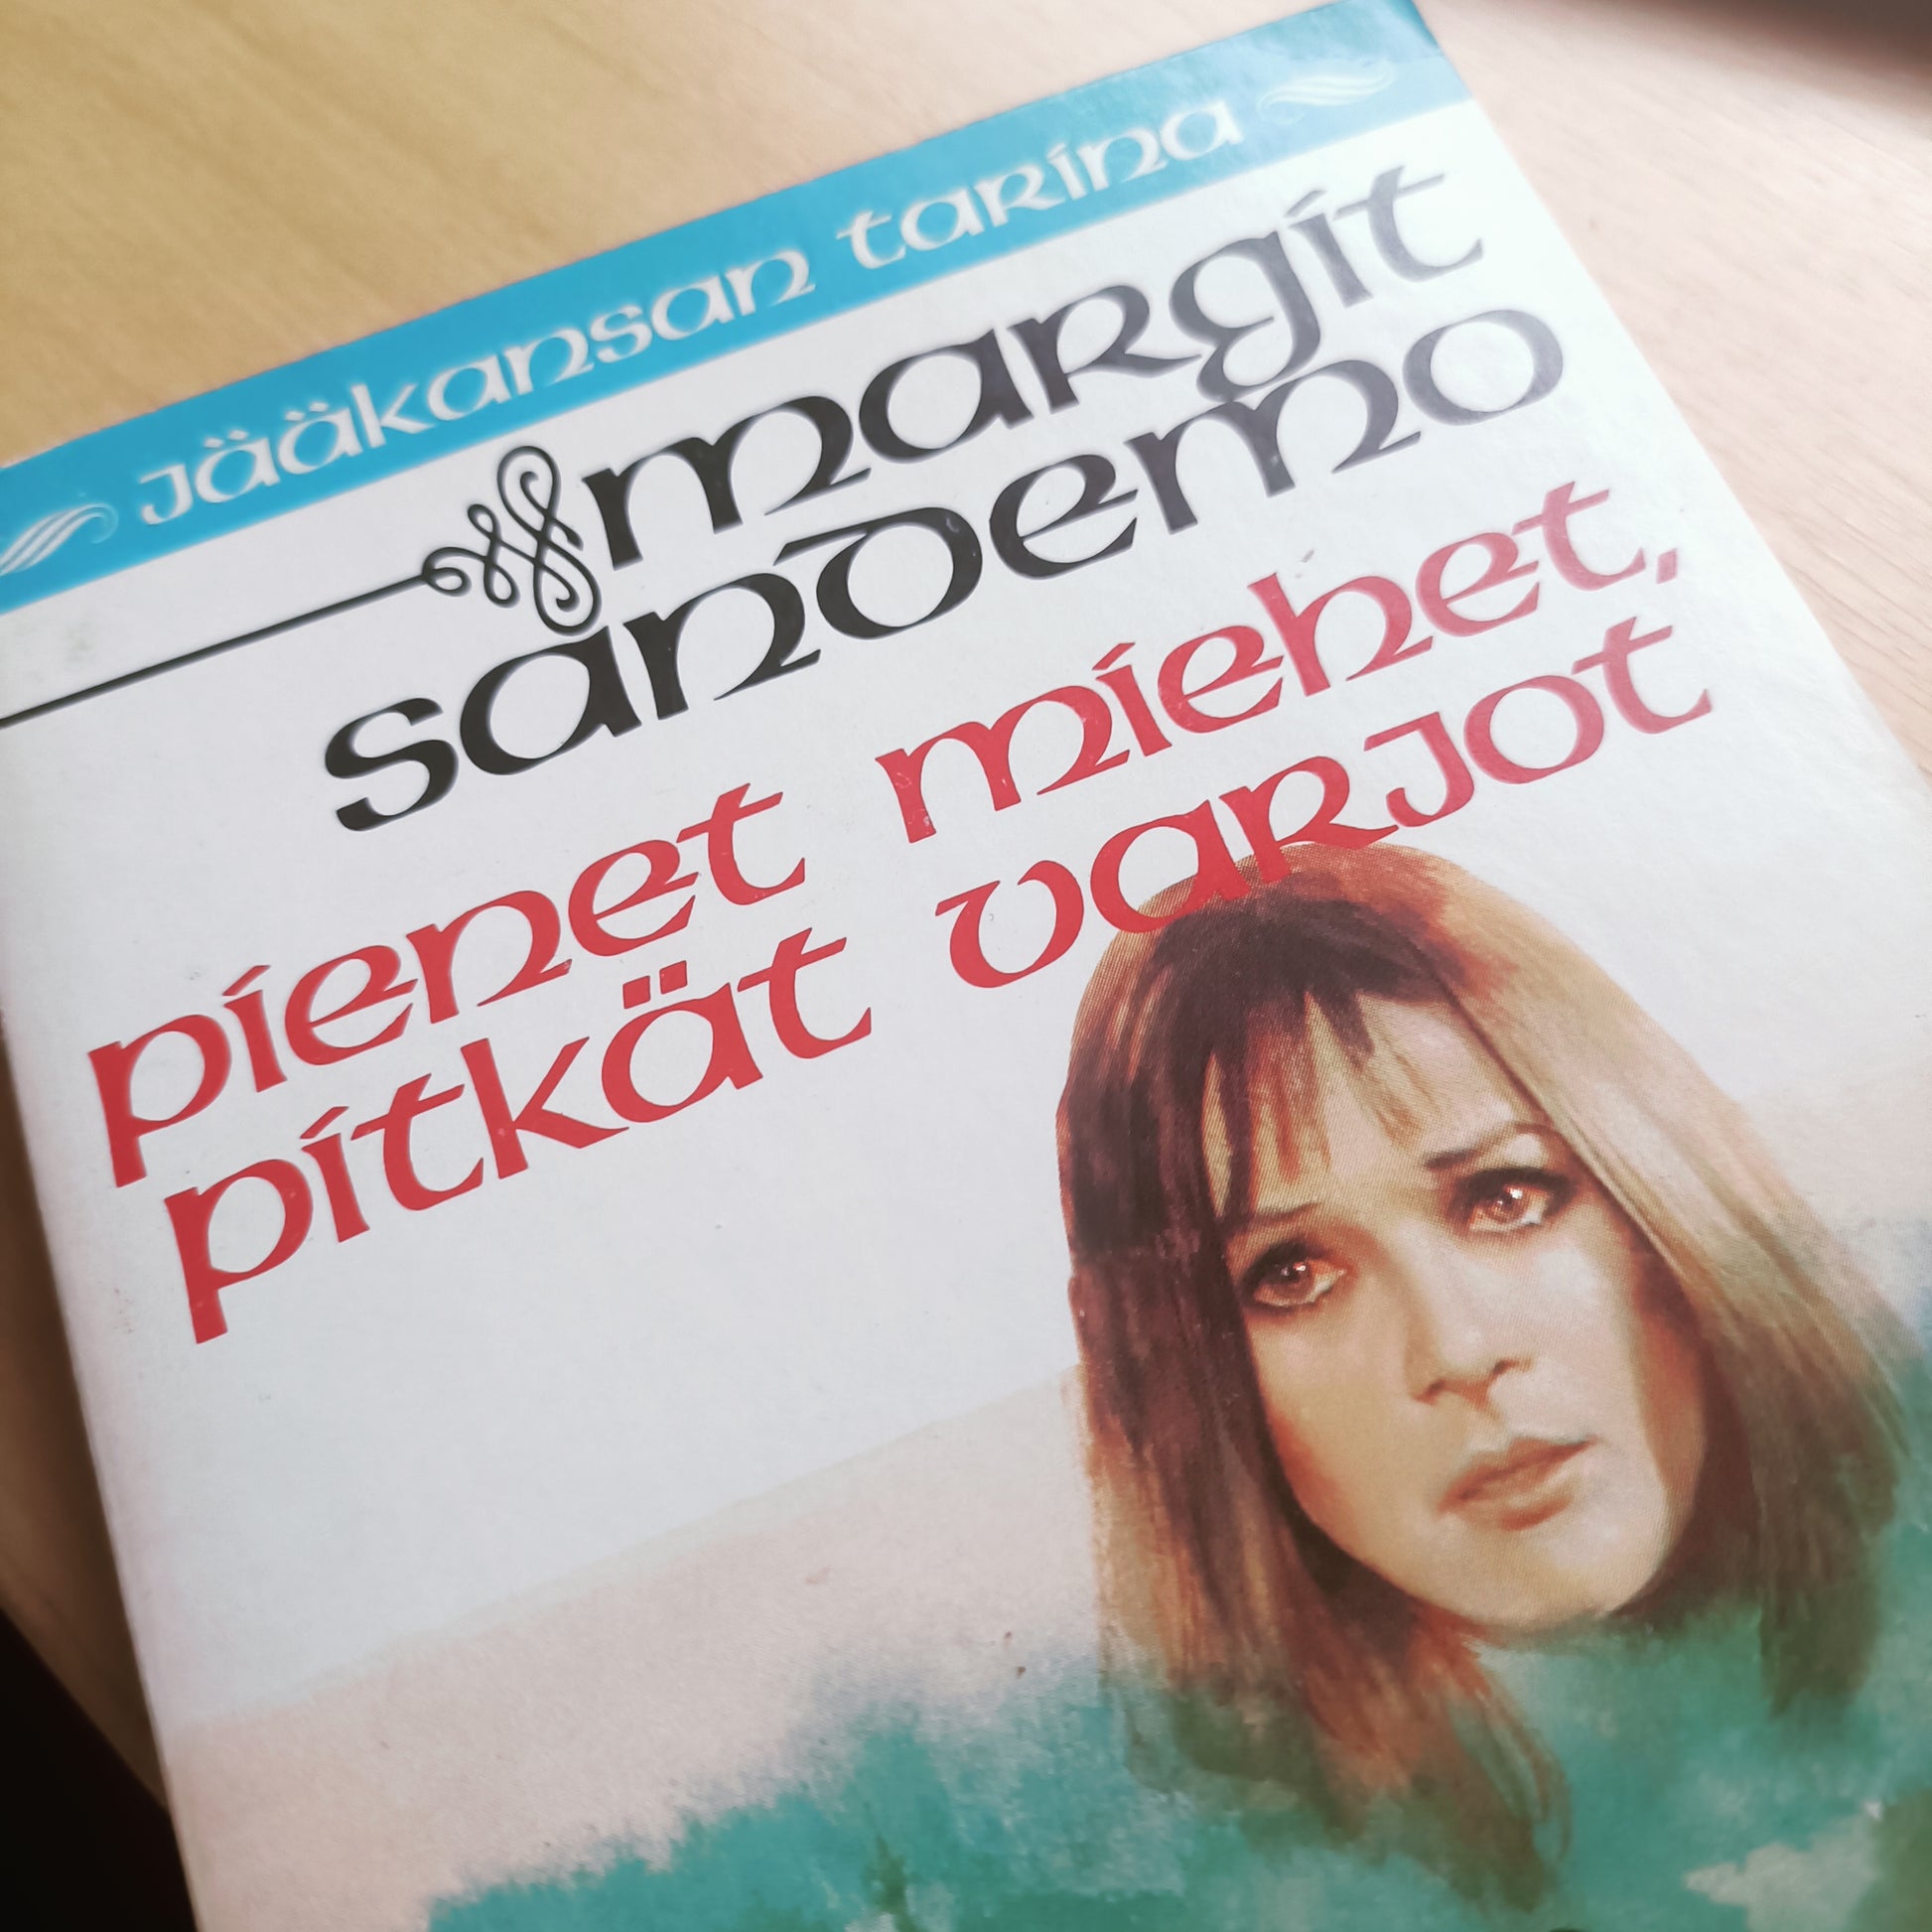 Jääkansan tarina
margit
sandemo
pienet miehet,
pitkät varjot